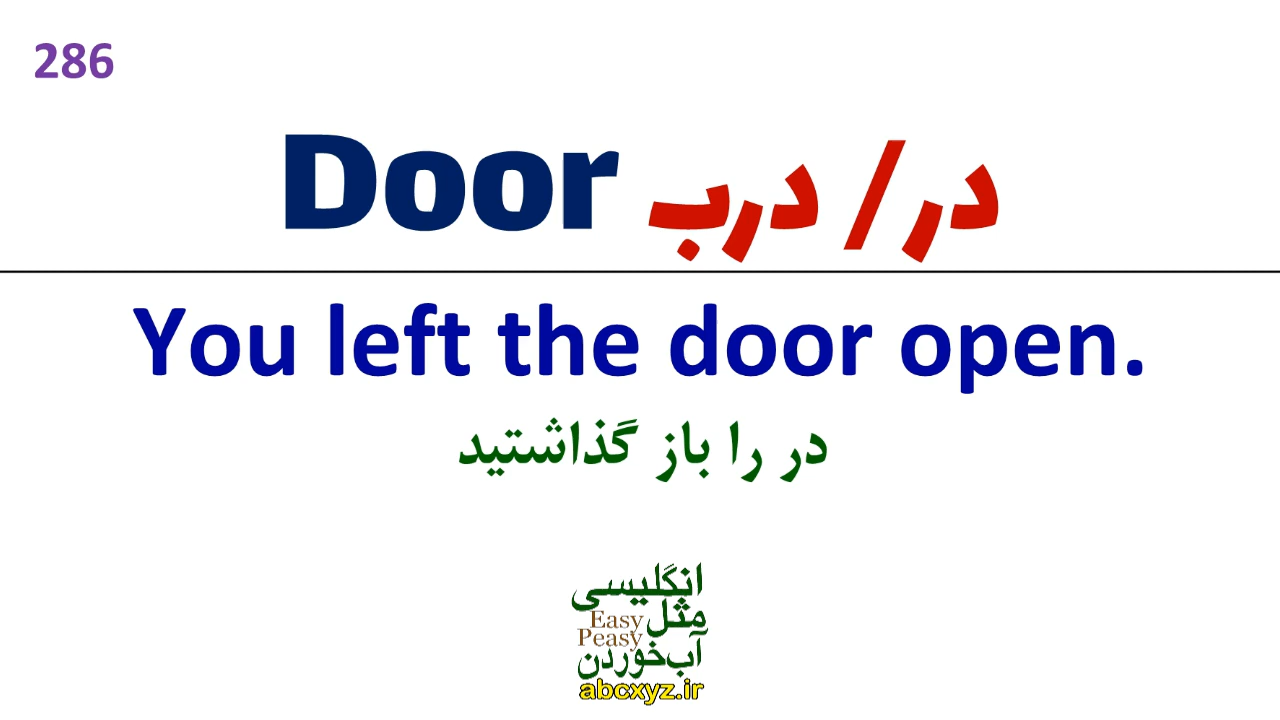 286
Door در / درب
You left the door open.
در را باز گذاشتید
انگلیسی
مثل Easy
Peasy
آب‌خوردن
abcxyz.ir